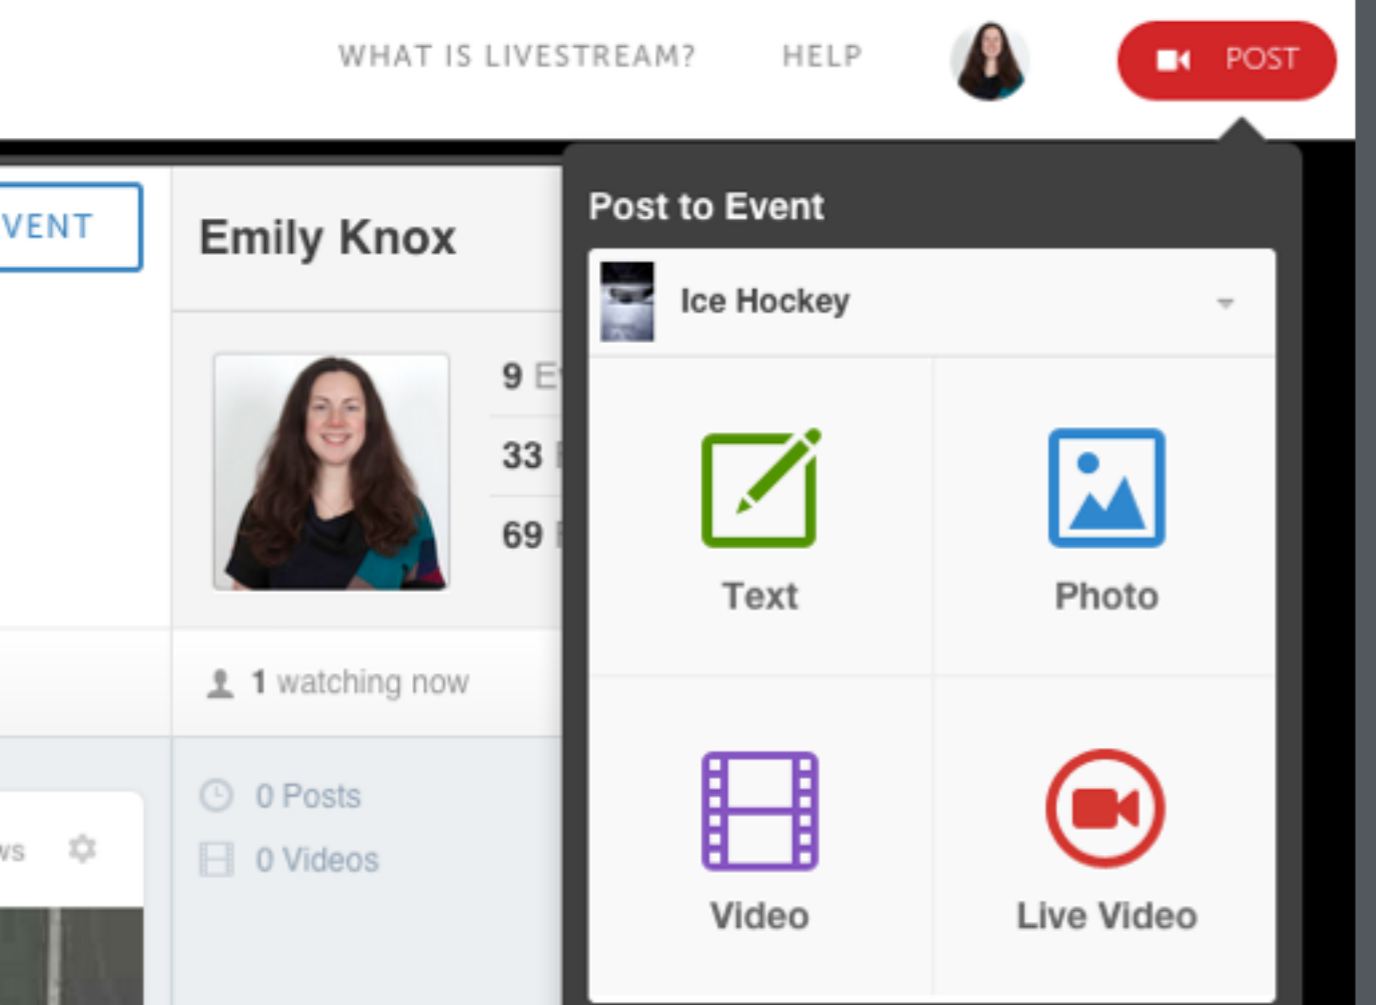 WHAT IS LIVESTREAM? HELP POST
VENT
Emily Knox
9
33
69
1 watching now
0 Posts
0 Videos
Post to Event
Ice Hockey
Text Photo
Video Live Video